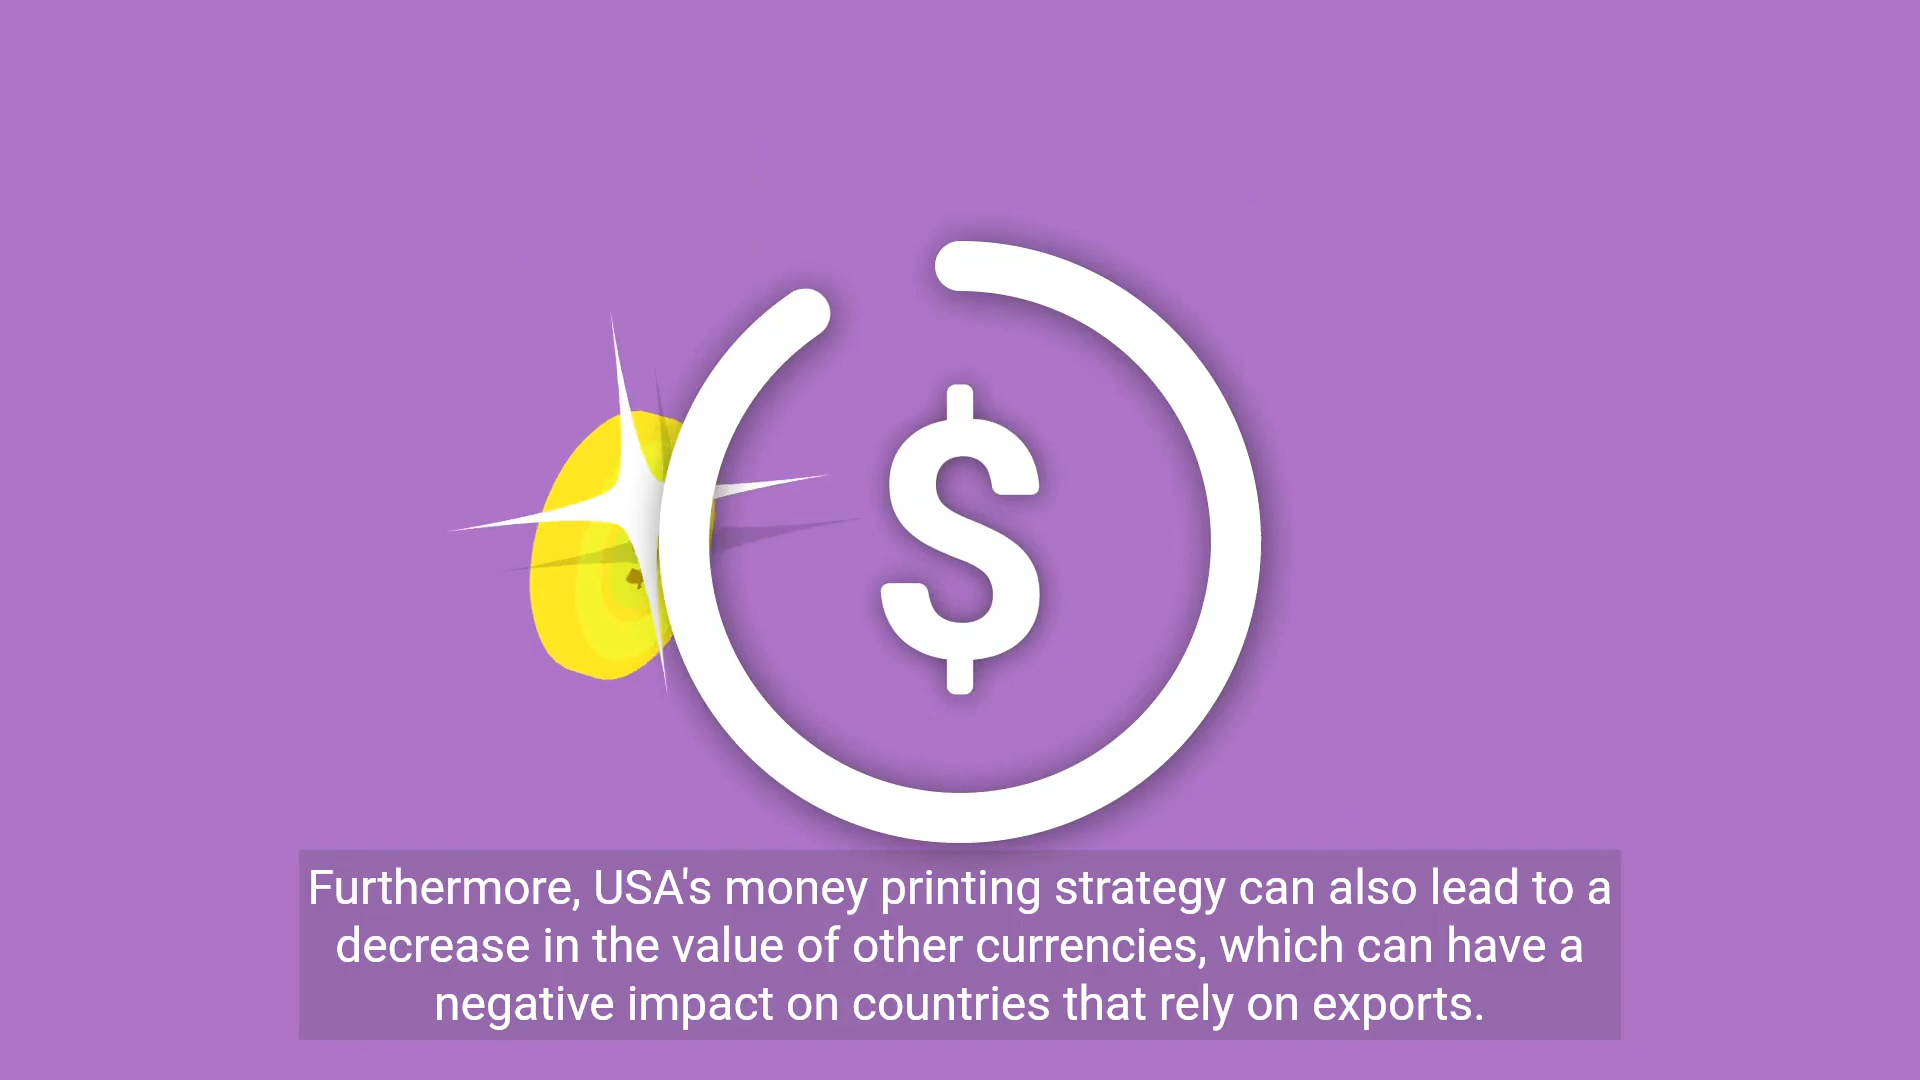 $
Furthermore, USA's money printing strategy can also lead to a
decrease in the value of other currencies, which can have a
negative impact on countries that rely on exports.